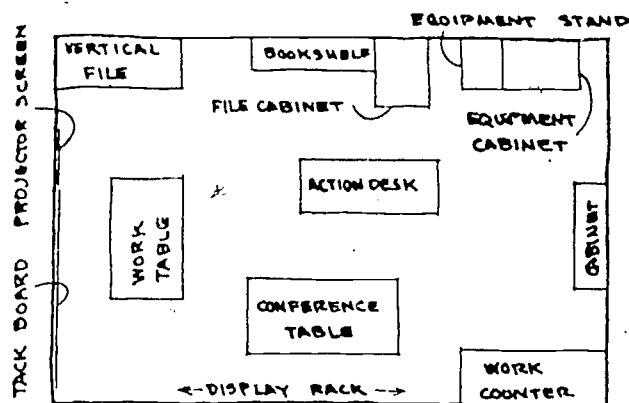 EQUIPMENT STAND
VERTICAL
FILE
BOOKSHELF
FILE CABINET
EQUIPMENT
CABINET
TACK BOARD PROJECTOR SCREEN
ACTION DESK
WORK
TABLE
CABINET
CONFERENCE
TABLE
←-DISPLAY RACK-→
WORK
COUNTER